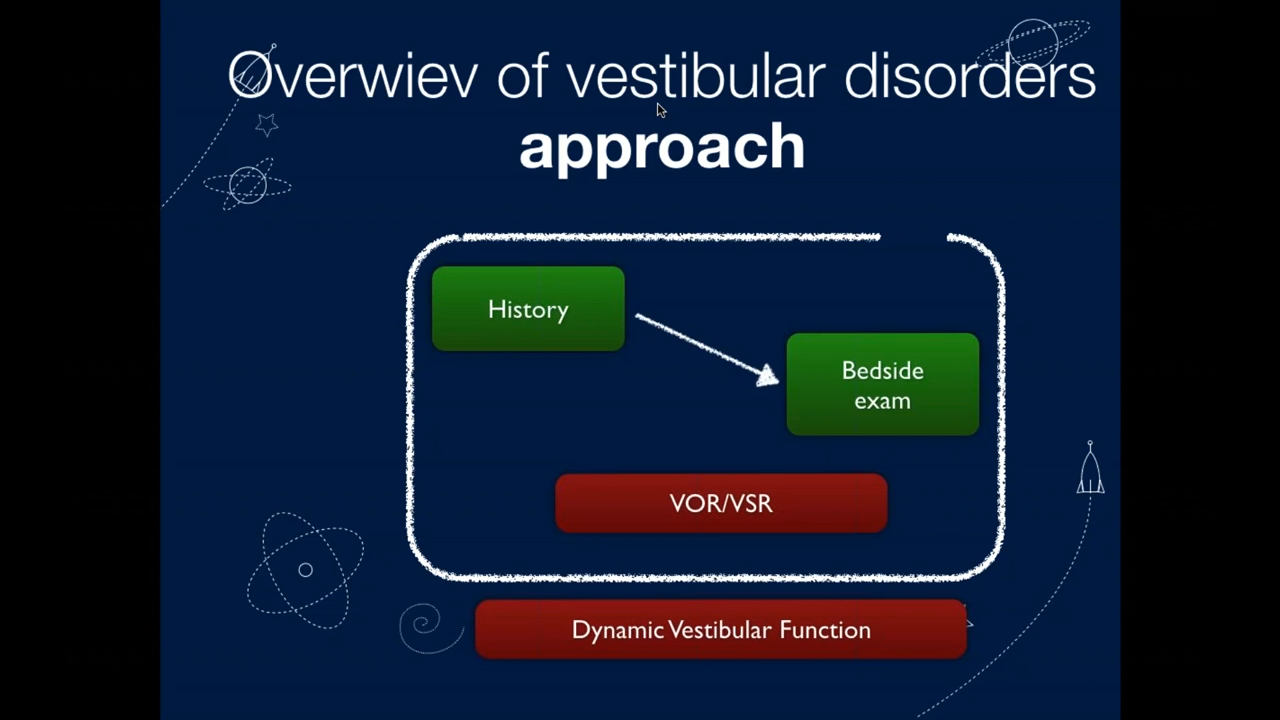 Overwiev of vestibular disorders
approach
History
Bedside
exam
VOR/VSR
Dynamic Vestibular Function